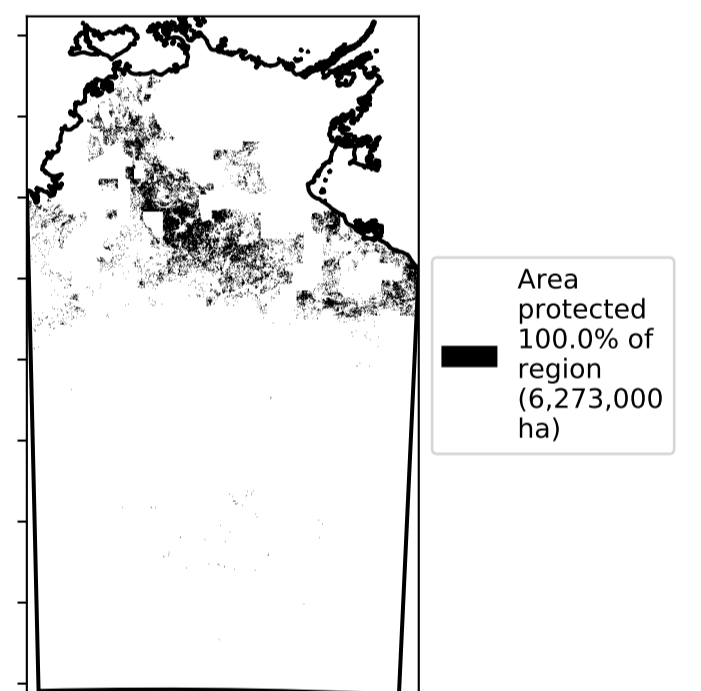 Area
protected
100.0% of
region
(6,273,000
ha)